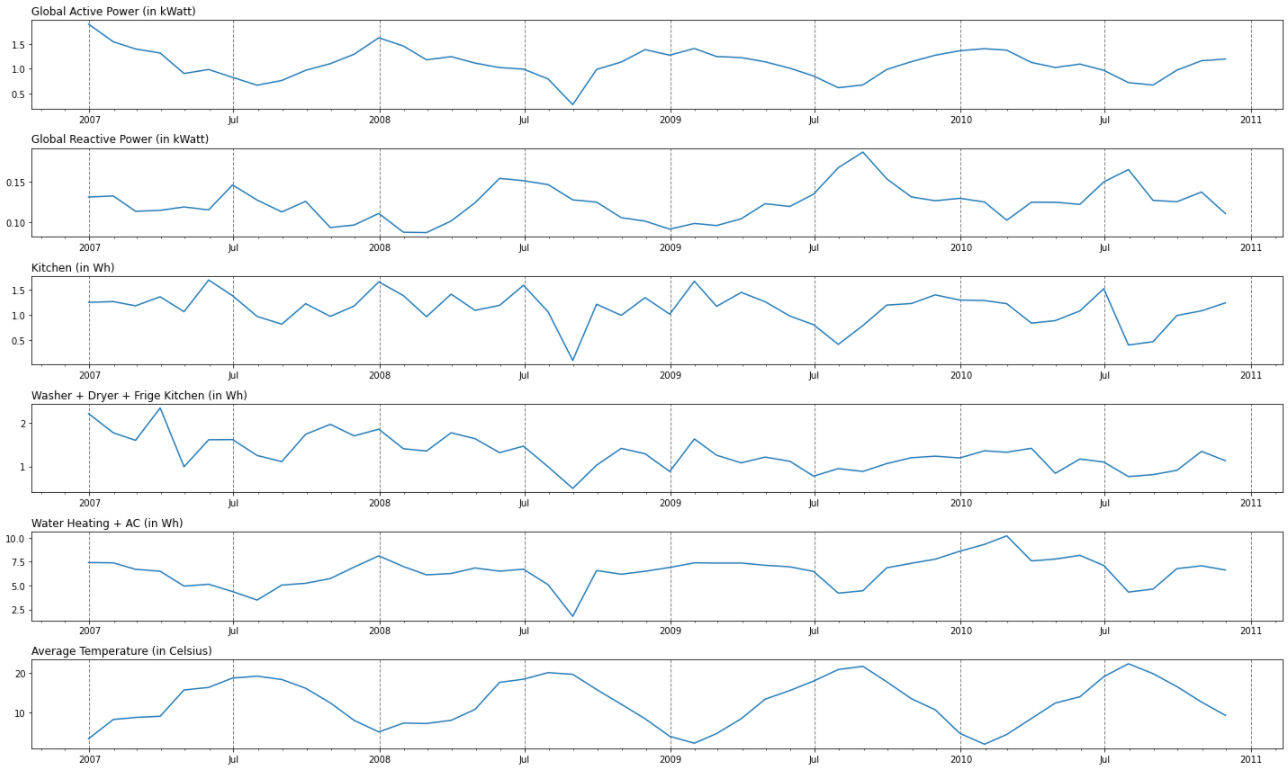 Global Active Power (in kWatt)
1.5
1.0
0.5
2007 Jul 2008 Jul 2009 Jul 2010 Jul 2011
Global Reactive Power (in kWatt)
0.15
0.10
2007 Jul 2008 Jul 2009 Jul 2010 Jul 2011
Kitchen (in Wh)
1.5
1.0
0.5
2007 Jul 2008 Jul 2009 Jul 2010 Jul 2011
Washer + Dryer + Frige Kitchen (in Wh)
2
1
2007 Jul 2008 Jul 2009 Jul 2010 Jul 2011
Water Heating + AC (in Wh)
10.0
7.5
5.0
2.5
2007 Jul 2008 Jul 2009 Jul 2010 Jul 2011
Average Temperature (in Celsius)
20
10
2007 Jul 2008 Jul 2009 Jul 2010 Jul 2011